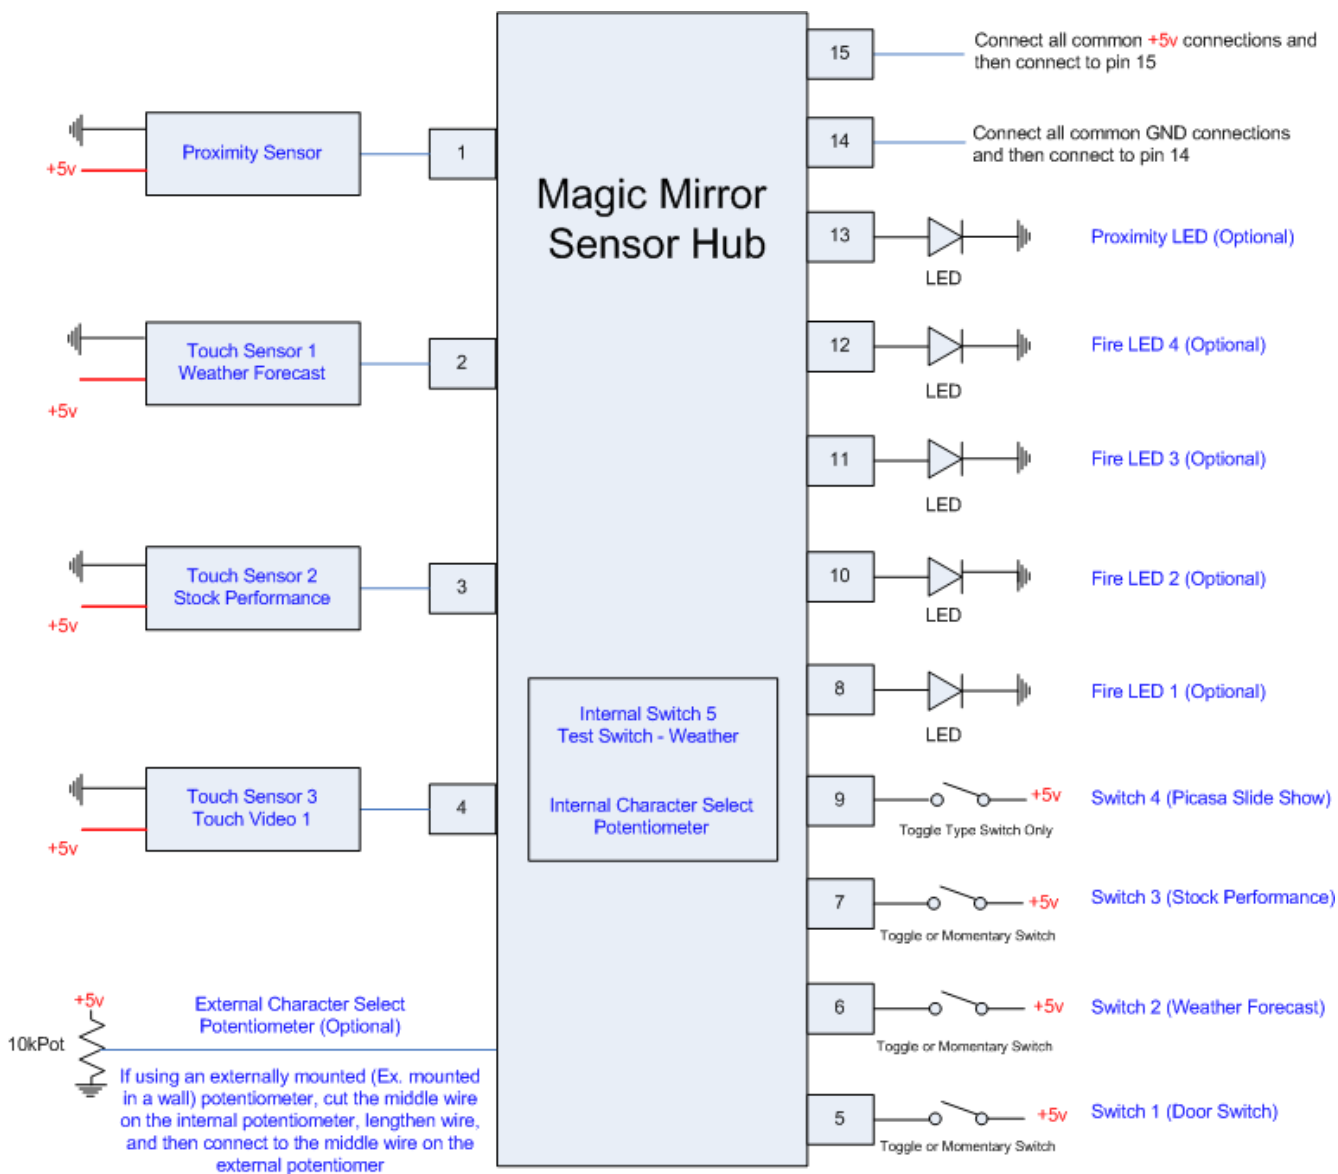 Magic Mirror
Sensor Hub
+5v
Proximity Sensor
1
+5v
Touch Sensor 1
Weather Forecast
2
+5v
Touch Sensor 2
Stock Performance
3
+5v
Touch Sensor 3
Touch Video 1
4
+5v
10kPot
External Character Select
Potentiometer (Optional)
If using an externally mounted (Ex. mounted
in a wall) potentiometer, cut the middle wire
on the internal potentiometer, lengthen wire,
and then connect to the middle wire on the
external potentiomer
Internal Switch 5
Test Switch - Weather
Internal Character Select
Potentiometer
15
Connect all common +5v connections and
then connect to pin 15
14
Connect all common GND connections
and then connect to pin 14
13
LED
Proximity LED (Optional)
12
LED
Fire LED 4 (Optional)
11
LED
Fire LED 3 (Optional)
10
LED
Fire LED 2 (Optional)
8
LED
Fire LED 1 (Optional)
9
+5v
Switch 4 (Picasa Slide Show)
Toggle Type Switch Only
7
+5v
Switch 3 (Stock Performance)
Toggle or Momentary Switch
6
+5v
Switch 2 (Weather Forecast)
Toggle or Momentary Switch
5
+5v
Switch 1 (Door Switch)
Toggle or Momentary Switch